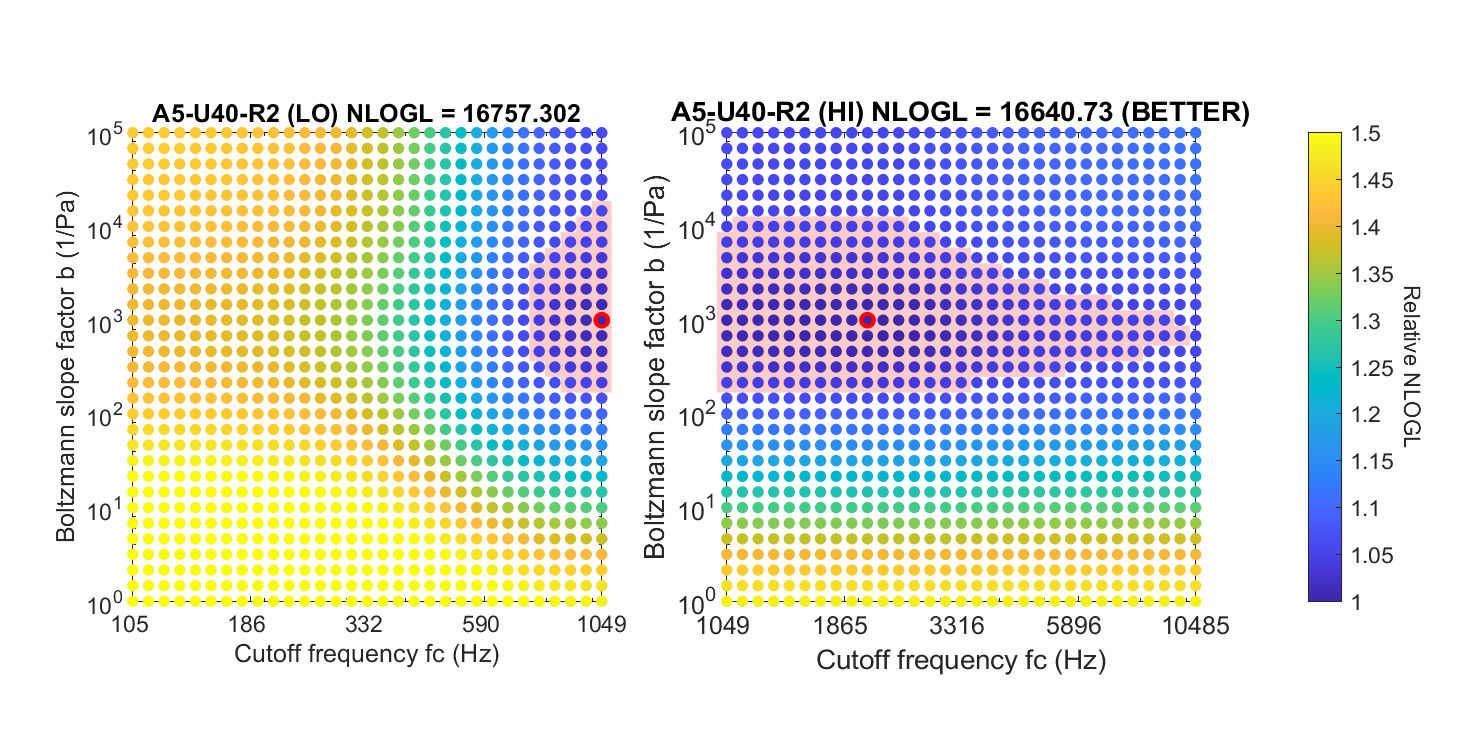 A5-U40-R2 (LO) NLOGL = 16757.302
10^5
10^4
10^3
10^2
10^1
10^0
Boltzmann slope factor b (1/Pa)
105 186 332 590 1049
Cutoff frequency fc (Hz)
A5-U40-R2 (HI) NLOGL = 16640.73 (BETTER)
10^5
10^4
10^3
10^2
10^1
10^0
Boltzmann slope factor b (1/Pa)
1049 1865 3316 5896 10485
Cutoff frequency fc (Hz)
1.5
1.45
1.4
1.35
1.3
1.25
1.2
1.15
1.1
1.05
1
Relative NLOGL